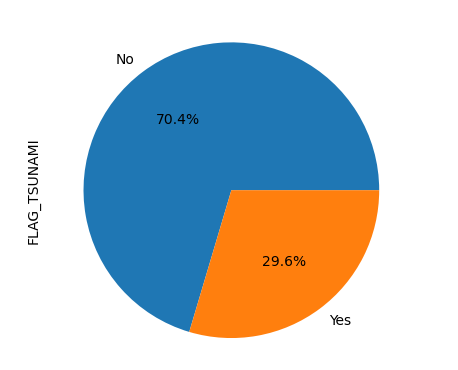 No
70.4%
FLAG_TSUNAMI
29.6%
Yes